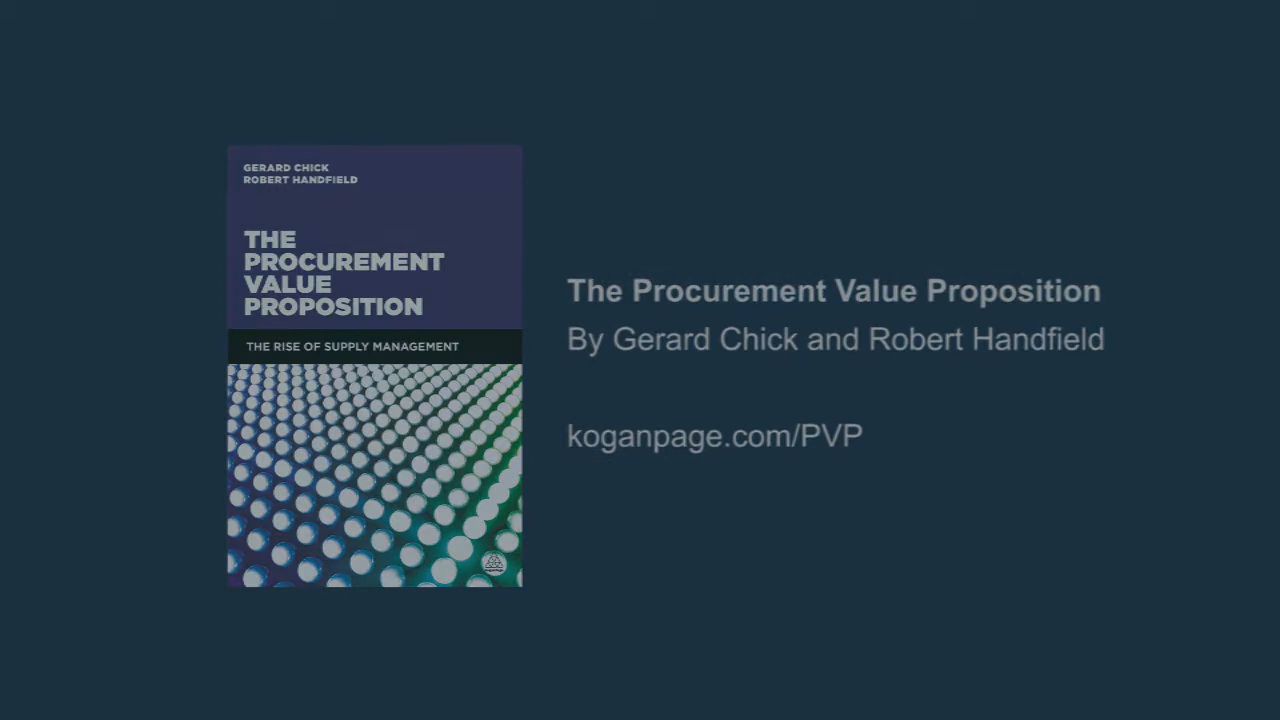 GERARD CHICK
ROBERT HANDFIELD
THE
PROCUREMENT
VALUE
PROPOSITION
THE RISE OF SUPPLY MANAGEMENT
The Procurement Value Proposition
By Gerard Chick and Robert Handfield
koganpage.com/PVP